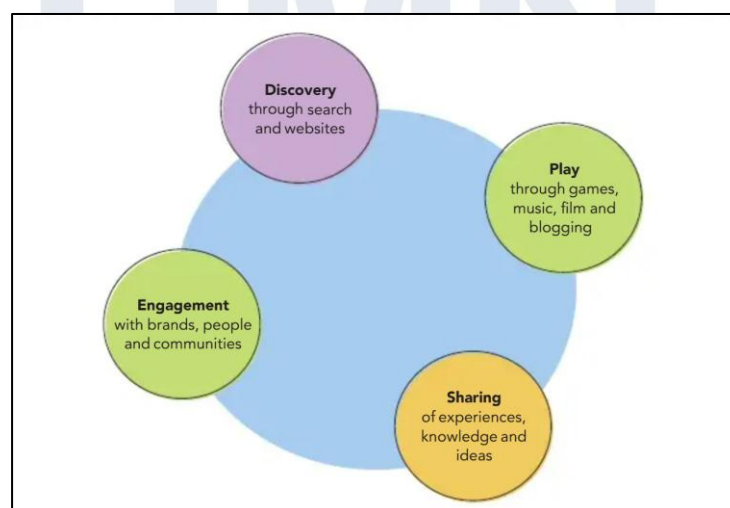 Discovery
through search
and websites
Play
through games,
music, film and
blogging
Engagement
with brands, people
and communities
Sharing
of experiences,
knowledge and
ideas